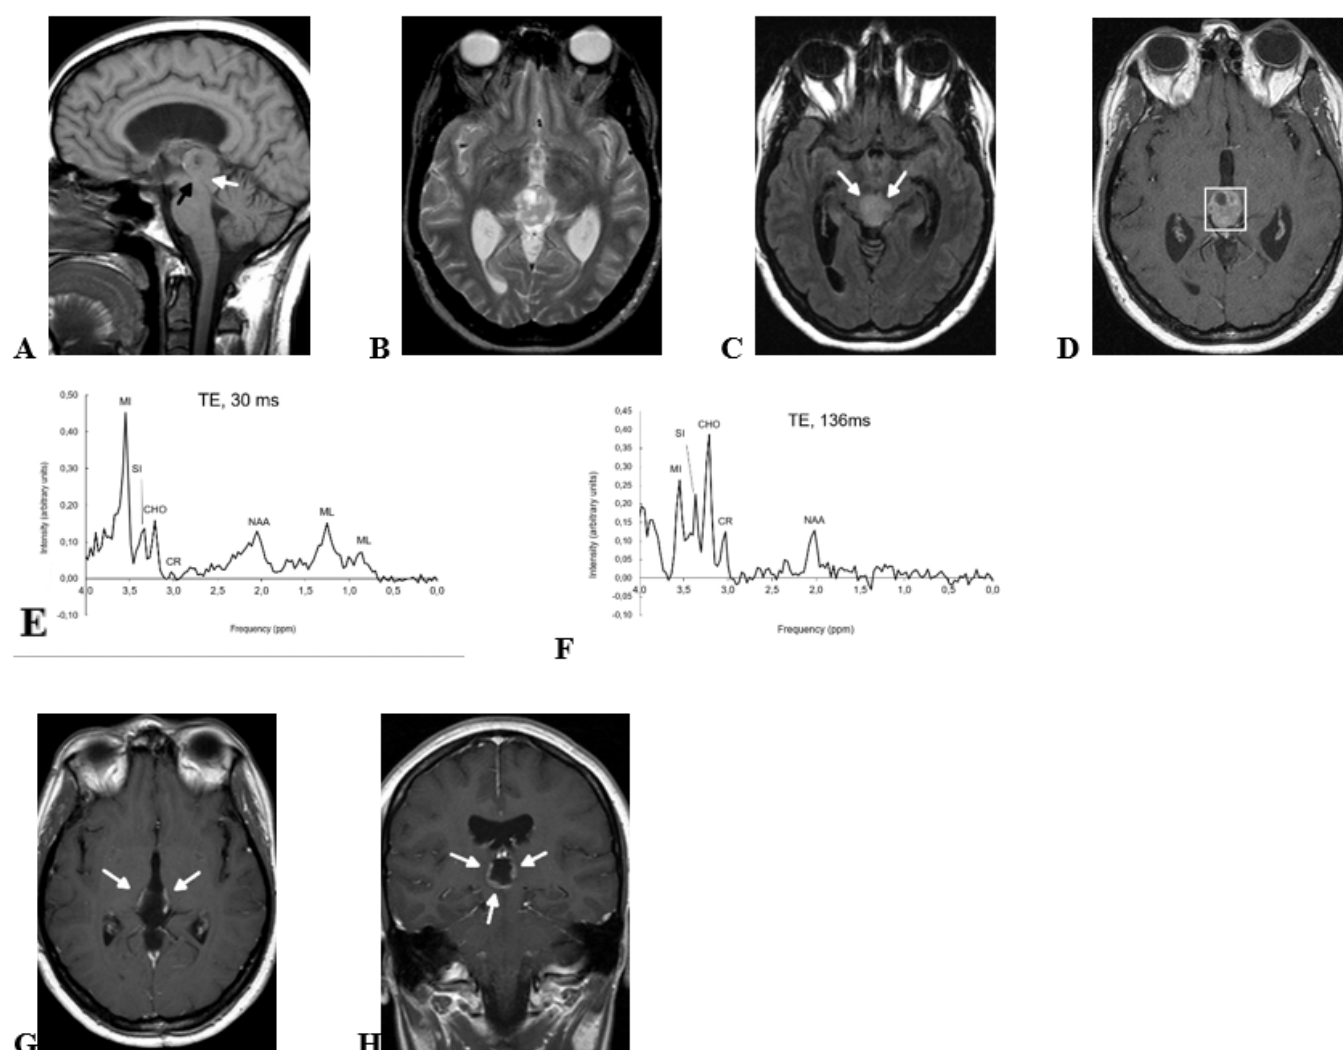 A
B
C
D
TE, 30 ms
0,50
0,40
0,30
0,20
0,10
0,00
-0,10
MI
SI
CHO
CR
NAA
ML
ML
4,0 3,5 3,0 2,5 2,0 1,5 1,0 0,5 0,0
Intensity (arbitrary units)
Frequency (ppm)
E
TE, 136ms
0,45
0,40
0,35
0,30
0,25
0,20
0,15
0,10
0,05
0,00
-0,05
-0,10
MI
SI
CHO
CR
NAA
4,0 3,5 3,0 2,5 2,0 1,5 1,0 0,5 0,0
Intensity (arbitrary units)
Frequency (ppm)
F
G
H